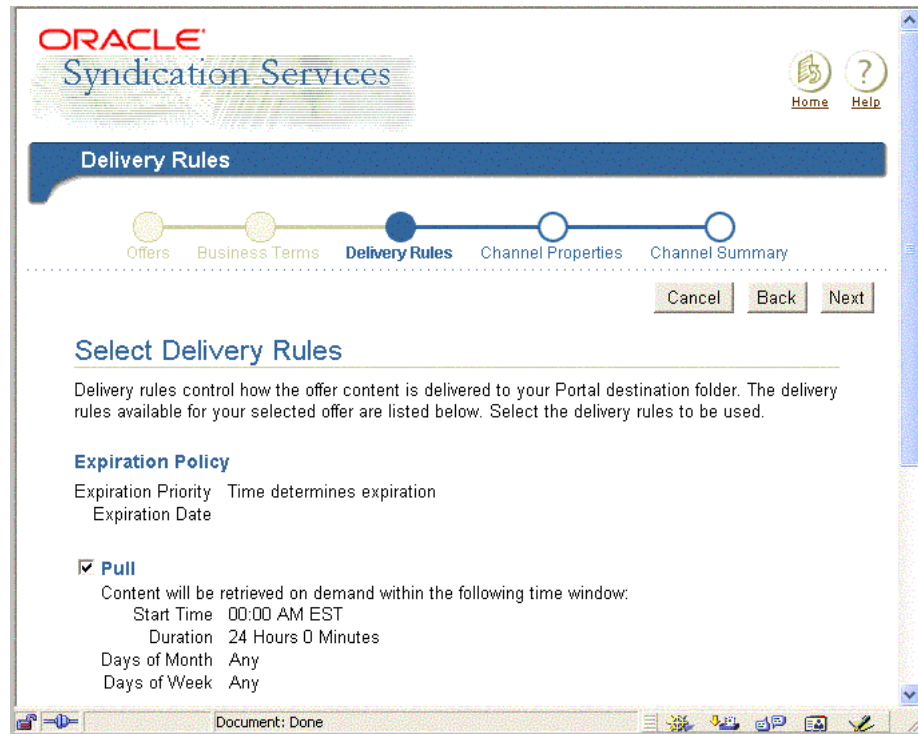 ORACLE
Syndication Services
Home
Help
Delivery Rules
Offers
Business Terms
Delivery Rules
Channel Properties
Channel Summary
Cancel
Back
Next
Select Delivery Rules
Delivery rules control how the offer content is delivered to your Portal destination folder. The delivery
rules available for your selected offer are listed below. Select the delivery rules to be used.
Expiration Policy
Expiration Priority Time determines expiration
Expiration Date
Pull
Content will be retrieved on demand within the following time window:
Start Time 00:00 AM EST
Duration 24 Hours 0 Minutes
Days of Month Any
Days of Week Any
Document: Done